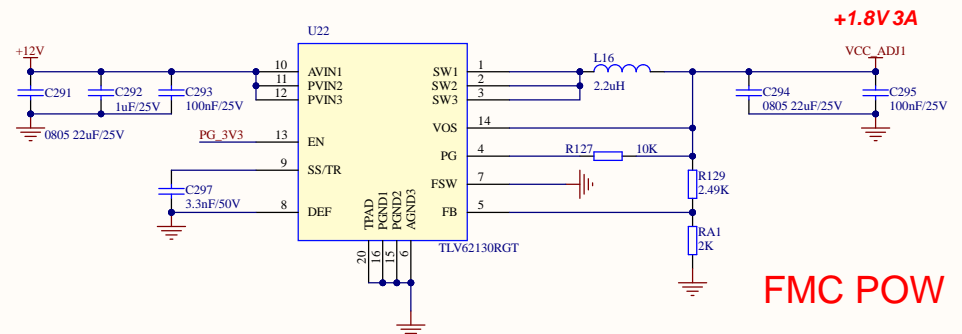 +1.8V 3A
U22
+12V
VCC_ADJ1
L16
2.2uH
10
AVIN1
SW1
1
11
PVIN2
SW2
2
12
PVIN3
SW3
3
C291
C292
1uF/25V
C293
100nF/25V
0805 22uF/25V
C294
0805 22uF/25V
C295
100nF/25V
VOS
14
PG_3V3
13
EN
PG
4
R127
10K
9
SS/TR
FSW
7
R129
2.49K
C297
3.3nF/50V
8
DEF
FB
5
RA1
2K
TPAD
PGND1
PGND2
AGND3
20
16
15
6
TLV62130RGT
FMC POW